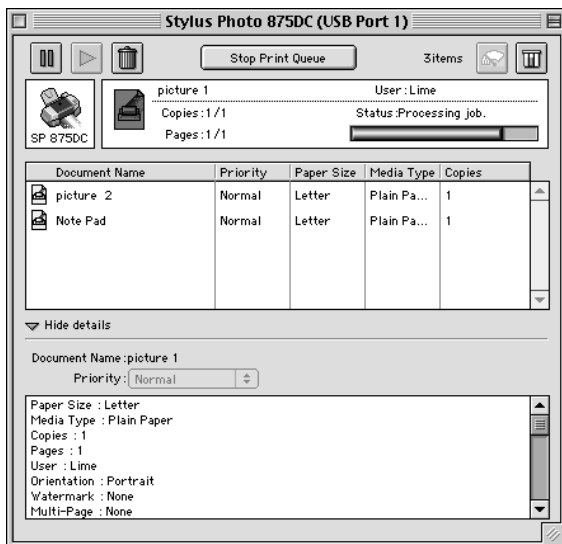 Stylus Photo 875DC (USB Port 1)
Stop Print Queue 3items
SP 875DC
picture 1 User:Lime
Copies:1/1 Status:Processing job.
Pages:1/1
Document Name Priority Paper Size Media Type Copies
picture 2 Normal Letter Plain Pa... 1
Note Pad Normal Letter Plain Pa... 1
Hide details
Document Name:picture 1
Priority: Normal
Paper Size : Letter
Media Type : Plain Paper
Copies : 1
Pages : 1
User : Lime
Orientation : Portrait
Watermark : None
Multi-Page : None